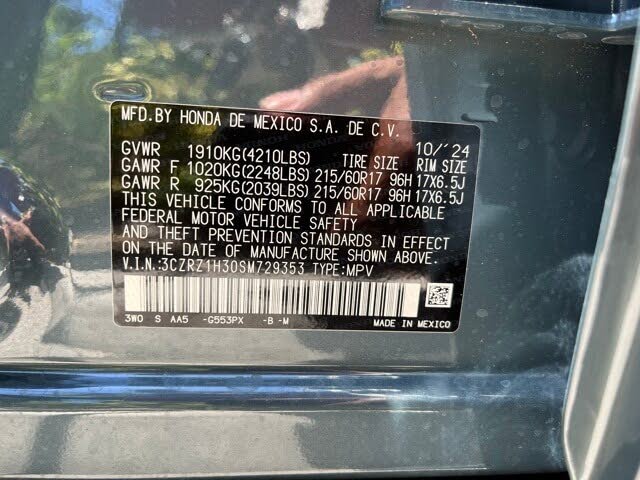 MFD.BY HONDA DE MEXICO S.A. DE C.V.
10/'24
GVWR 1910KG(4210LBS) TIRE SIZE RIM SIZE
GAWR F 1020KG(2248LBS) 215/60R17 96H 17X6.5J
GAWR R 925KG(2039LBS) 215/60R17 96H 17X6.5J
THIS VEHICLE CONFORMS TO ALL APPLICABLE
FEDERAL MOTOR VEHICLE SAFETY
AND THEFT PREVENTION STANDARDS IN EFFECT
ON THE DATE OF MANUFACTURE SHOWN ABOVE.
V.I.N:3CZRZ1H30SM729353 TYPE:MPV
3W0 S AA5 -G553PX -B-M MADE IN MEXICO